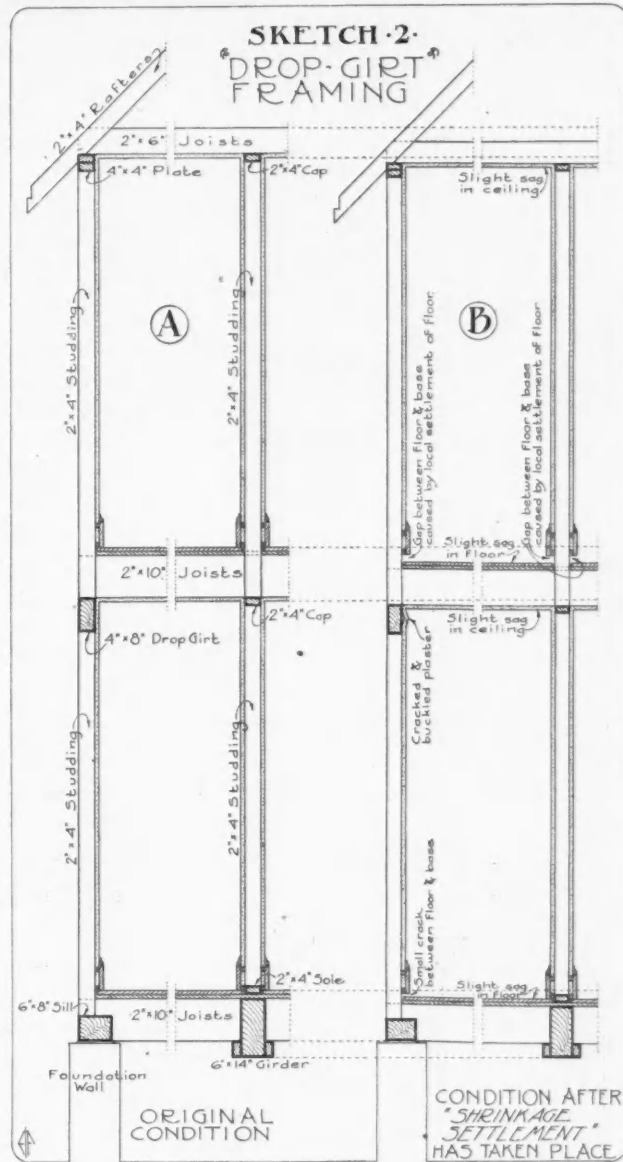 SKETCH·2·
"DROP-GIRT"
FRAMING
2"x4" Rafters
2"x6" Joists
4"x4" Plate
2"x4" Cap
Slight sag
in ceiling
A
B
2"x4" Studding
2"x4" Studding
Gap between floor & base
caused by local settlement of floor
Gap between floor & base
caused by local settlement of floor
Slight sag
in floor
2"x10" Joists
4"x8" Drop Girt
2"x4" Cap
Slight sag
in ceiling
Cracked &
buckled plaster
2"x4" Studding
2"x4" Studding
Small crack
between floor & base
2"x4" Sole
Slight sag
in floor
6"x8" Sill
2"x10" Joists
6"x14" Girder
Foundation
Wall
ORIGINAL
CONDITION
CONDITION AFTER
"SHRINKAGE
SETTLEMENT"
HAS TAKEN PLACE